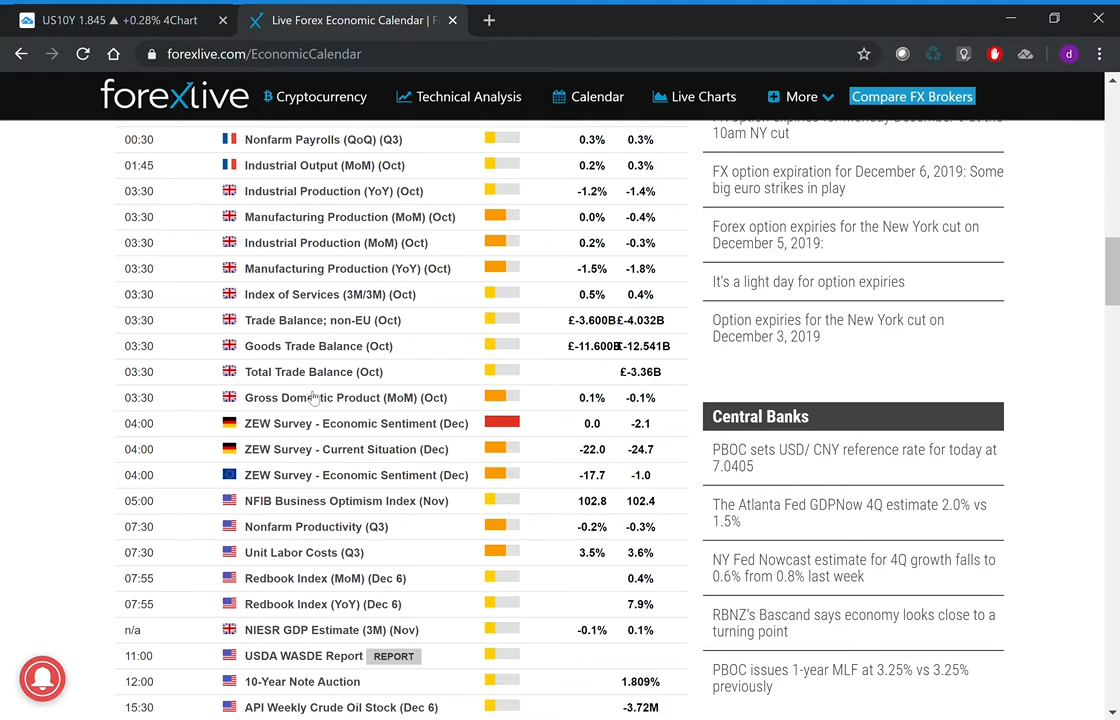 US10Y 1.845 ▲ +0.28% 4Chart
Live Forex Economic Calendar |
forexlive.com/EconomicCalendar
d
forexlive
Cryptocurrency
Technical Analysis
Calendar
Live Charts
More
Compare FX Brokers
00:30 Nonfarm Payrolls (QoQ) (Q3) 0.3% 0.3%
01:45 Industrial Output (MoM) (Oct) 0.2% 0.3%
03:30 Industrial Production (YoY) (Oct) -1.2% -1.4%
03:30 Manufacturing Production (MoM) (Oct) 0.0% -0.4%
03:30 Industrial Production (MoM) (Oct) 0.2% -0.3%
03:30 Manufacturing Production (YoY) (Oct) -1.5% -1.8%
03:30 Index of Services (3M/3M) (Oct) 0.5% 0.4%
03:30 Trade Balance; non-EU (Oct) £-3.600B £-4.032B
03:30 Goods Trade Balance (Oct) £-11.600B £-12.541B
03:30 Total Trade Balance (Oct) £-3.36B
03:30 Gross Domestic Product (MoM) (Oct) 0.1% -0.1%
04:00 ZEW Survey - Economic Sentiment (Dec) 0.0 -2.1
04:00 ZEW Survey - Current Situation (Dec) -22.0 -24.7
04:00 ZEW Survey - Economic Sentiment (Dec) -17.7 -1.0
05:00 NFIB Business Optimism Index (Nov) 102.8 102.4
07:30 Nonfarm Productivity (Q3) -0.2% -0.3%
07:30 Unit Labor Costs (Q3) 3.5% 3.6%
07:55 Redbook Index (MoM) (Dec 6) 0.4%
07:55 Redbook Index (YoY) (Dec 6) 7.9%
n/a NIESR GDP Estimate (3M) (Nov) -0.1% 0.1%
11:00 USDA WASDE Report REPORT
12:00 10-Year Note Auction 1.809%
15:30 API Weekly Crude Oil Stock (Dec 6) -3.72M
FX option expiries for Monday December 9 at the
10am NY cut
FX option expiration for December 6, 2019: Some
big euro strikes in play
Forex option expiries for the New York cut on
December 5, 2019:
It's a light day for option expiries
Option expiries for the New York cut on
December 3, 2019
Central Banks
PBOC sets USD/ CNY reference rate for today at
7.0405
The Atlanta Fed GDPNow 4Q estimate 2.0% vs
1.5%
NY Fed Nowcast estimate for 4Q growth falls to
0.6% from 0.8% last week
RBNZ's Bascand says economy looks close to a
turning point
PBOC issues 1-year MLF at 3.25% vs 3.25%
previously